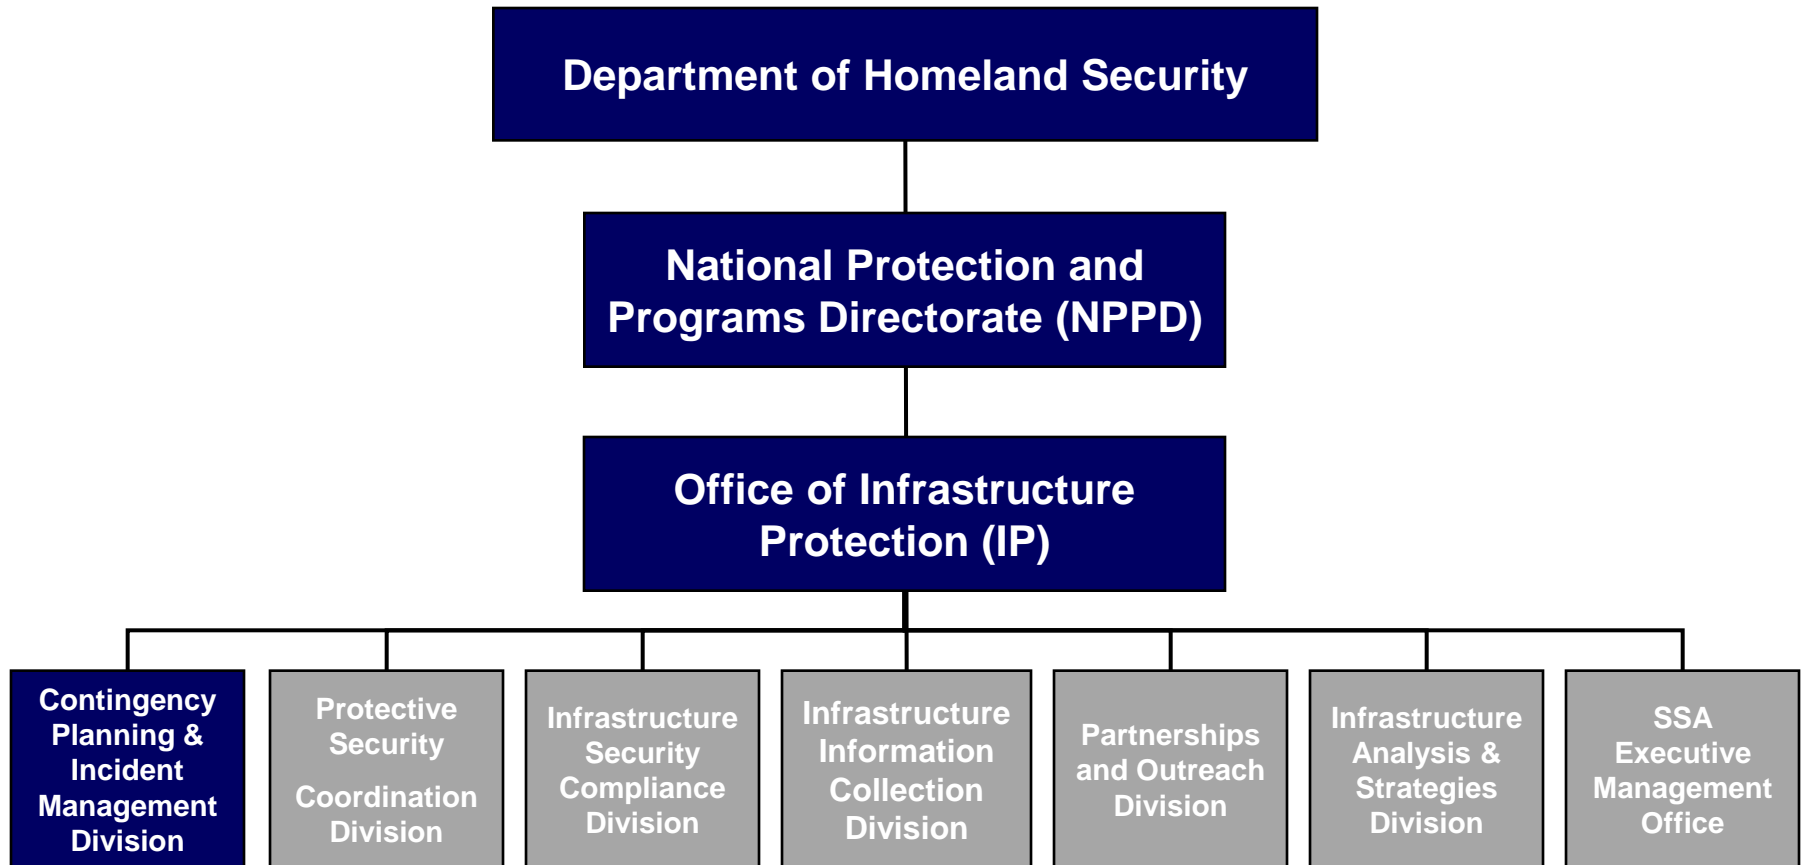 Department of Homeland Security
National Protection and
Programs Directorate (NPPD)
Office of Infrastructure
Protection (IP)
Contingency
Planning &
Incident
Management
Division
Protective
Security
Coordination
Division
Infrastructure
Security
Compliance
Division
Infrastructure
Information
Collection
Division
Partnerships
and Outreach
Division
Infrastructure
Analysis &
Strategies
Division
SSA
Executive
Management
Office